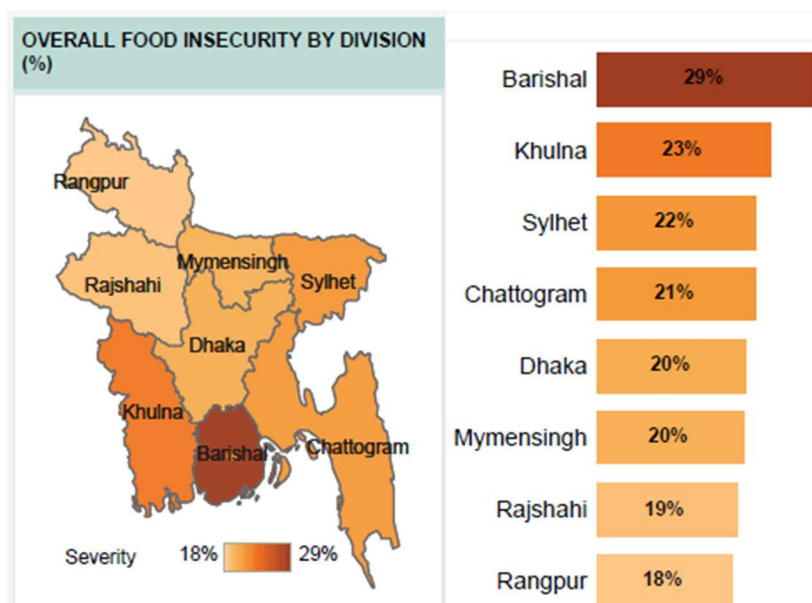 OVERALL FOOD INSECURITY BY DIVISION
(%)
Rangpur
Mymensingh
Rajshahi
Sylhet
Dhaka
Khulna
Barishal
Chattogram
Severity 18% 29%
Barishal 29%
Khulna 23%
Sylhet 22%
Chattogram 21%
Dhaka 20%
Mymensingh 20%
Rajshahi 19%
Rangpur 18%